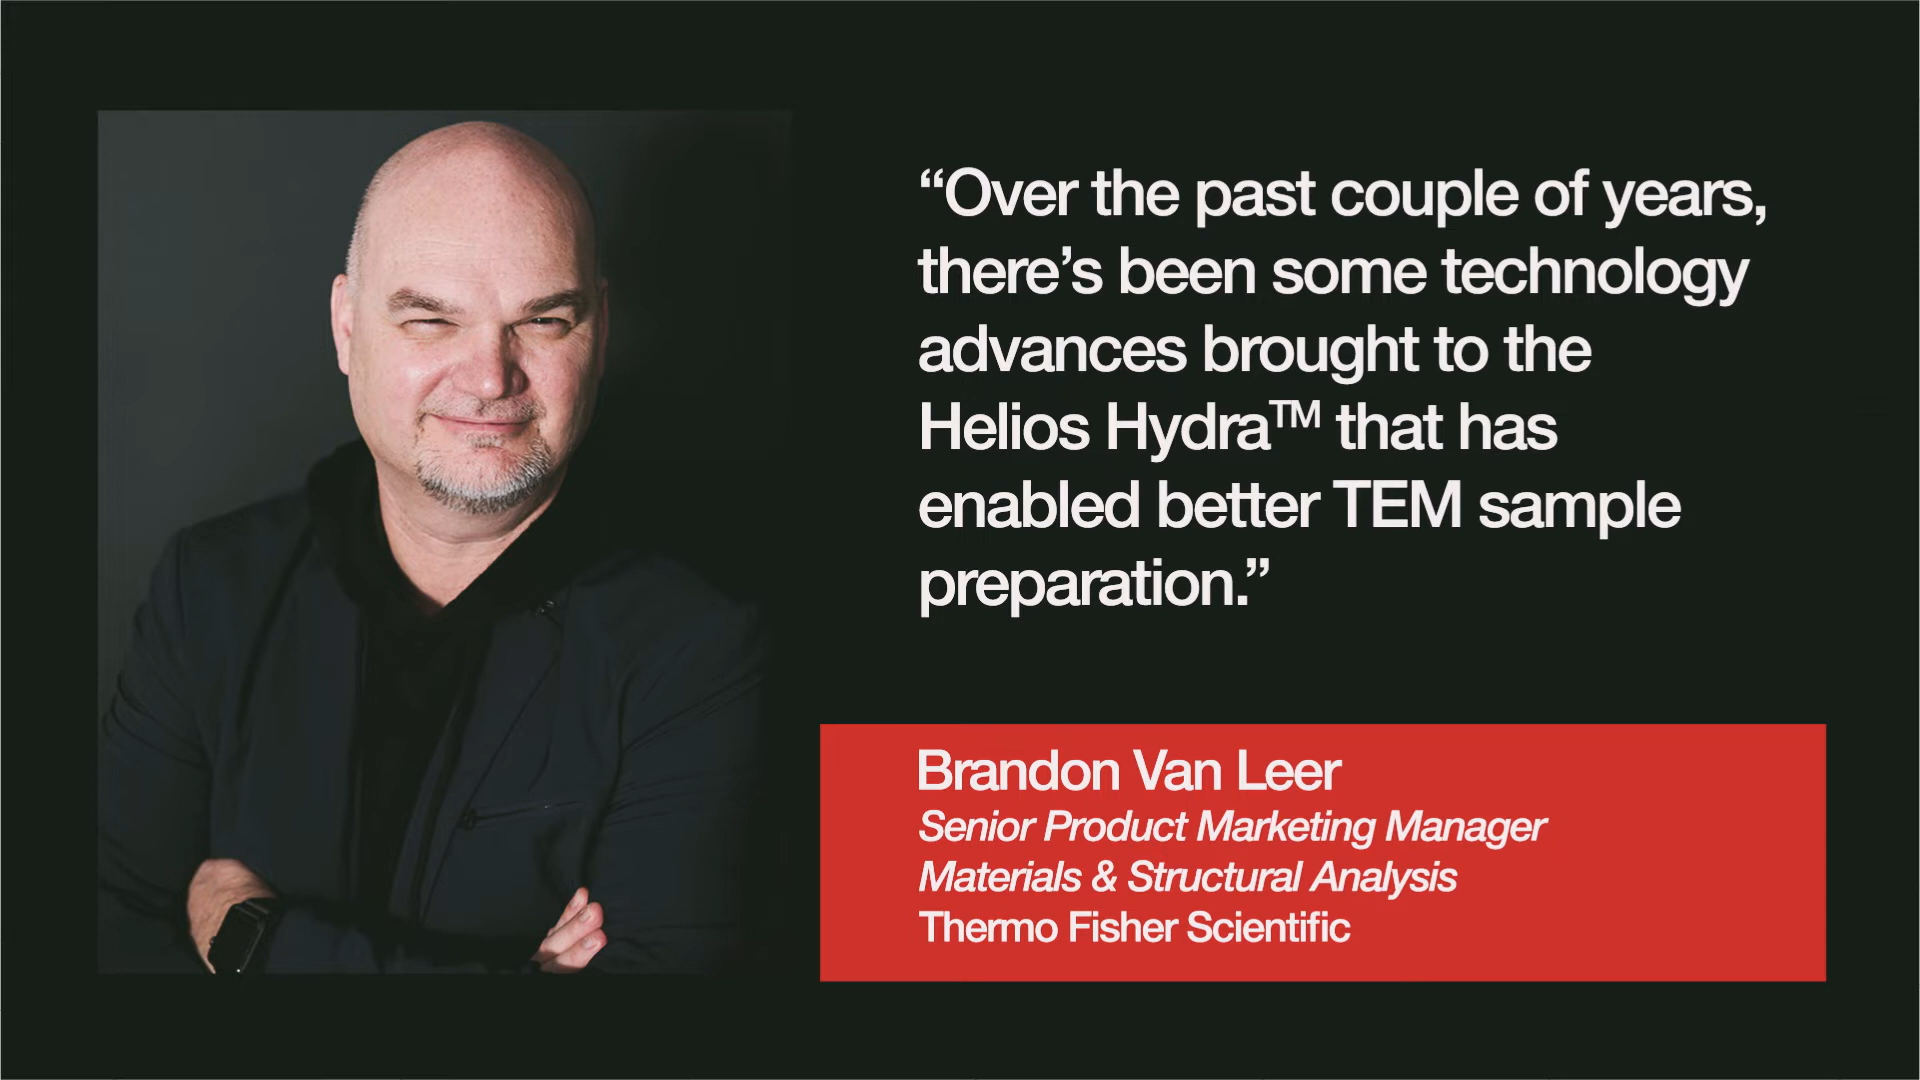 “Over the past couple of years,
there’s been some technology
advances brought to the
Helios Hydra™ that has
enabled better TEM sample
preparation.”
Brandon Van Leer
Senior Product Marketing Manager
Materials & Structural Analysis
Thermo Fisher Scientific